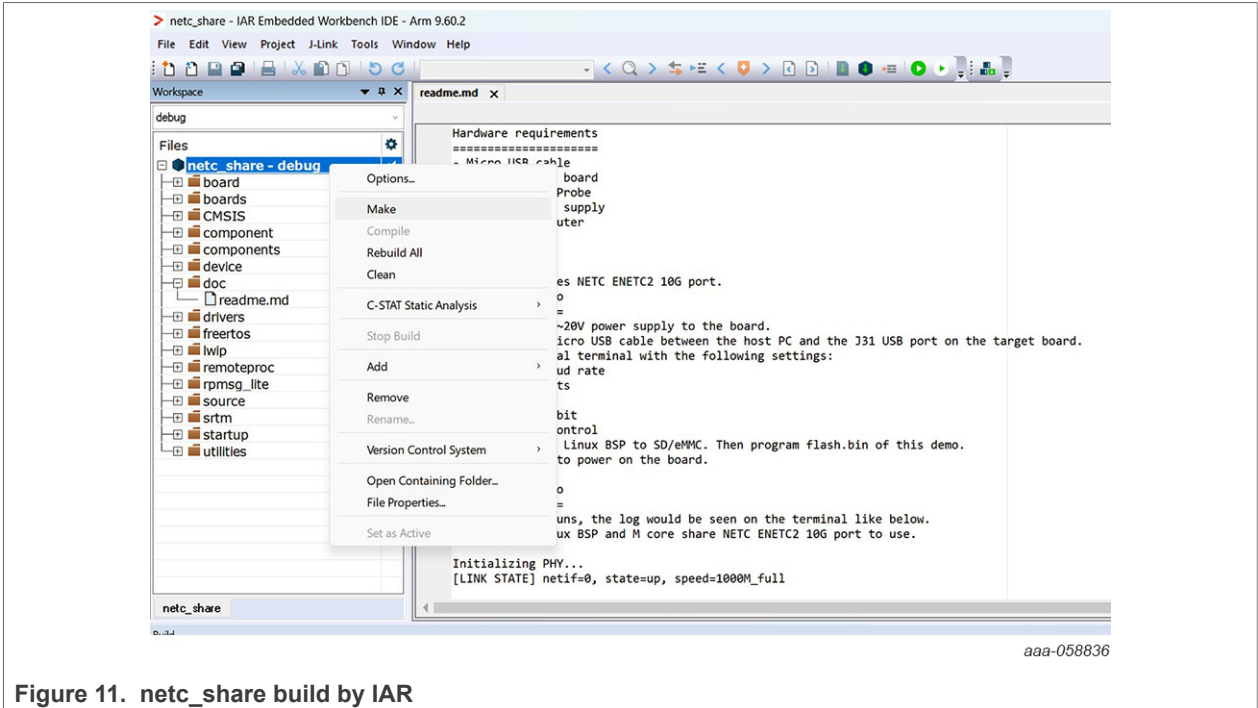 netc_share - IAR Embedded Workbench IDE - Arm 9.60.2
File Edit View Project J-Link Tools Window Help
Workspace
debug
Files
netc_share - debug
board
boards
CMSIS
component
components
device
doc
readme.md
drivers
freertos
lwip
remoteproc
rpmsg_lite
source
srtm
startup
utilities
netc_share
Options...
Make
Compile
Rebuild All
Clean
C-STAT Static Analysis
Stop Build
Add
Remove
Rename...
Version Control System
Open Containing Folder...
File Properties...
Set as Active
readme.md
Hardware requirements
=====================
- Micro USB cable
board
Probe
supply
uter
es NETC ENETC2 10G port.
o
=
~20V power supply to the board.
icro USB cable between the host PC and the J31 USB port on the target board.
al terminal with the following settings:
ud rate
ts
bit
ontrol
Linux BSP to SD/eMMC. Then program flash.bin of this demo.
to power on the board.
o
=
uns, the log would be seen on the terminal like below.
ux BSP and M core share NETC ENETC2 10G port to use.
Initializing PHY...
[LINK STATE] netif=0, state=up, speed=1000M_full
aaa-058836
Figure 11. netc_share build by IAR